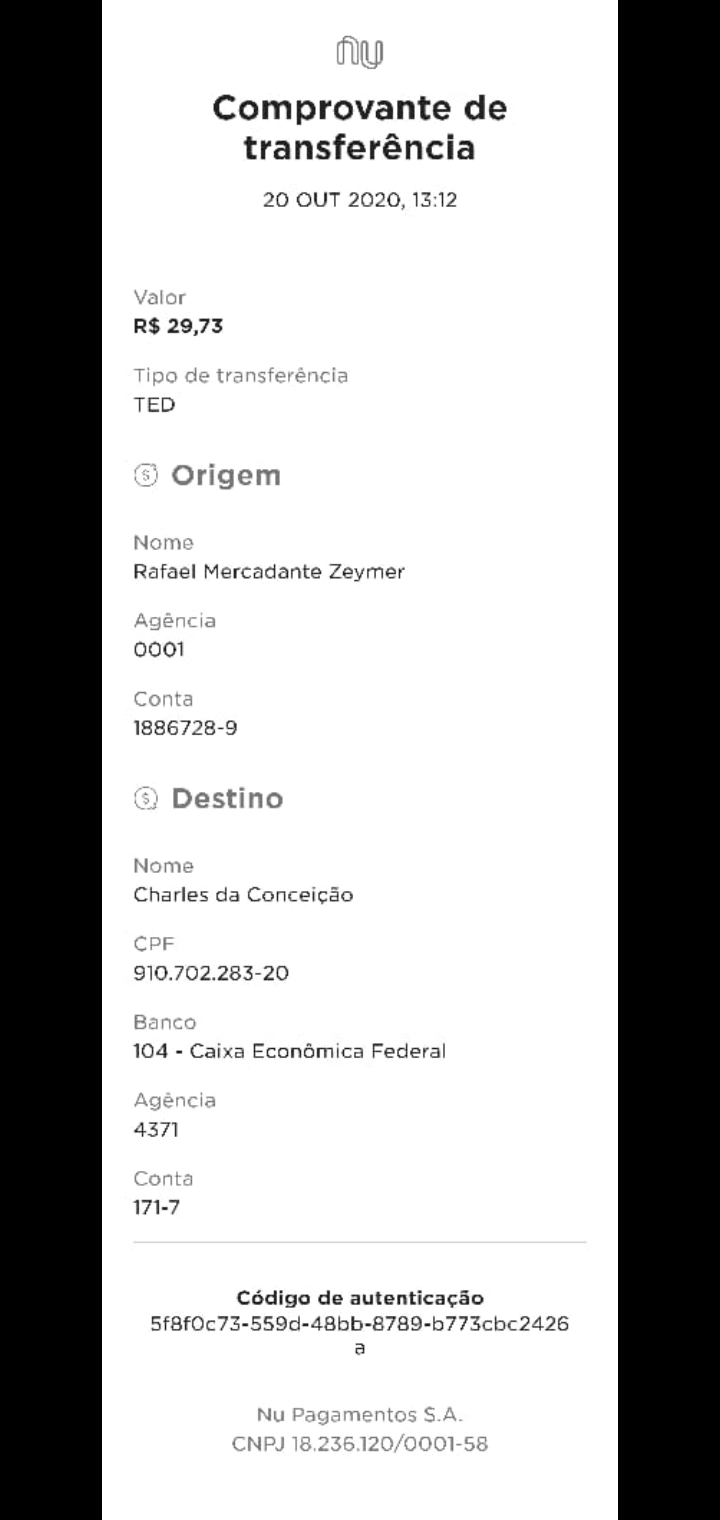 nu
Comprovante de
transferência
20 OUT 2020, 13:12
Valor
R$ 29,73
Tipo de transferência
TED
Origem
Nome
Rafael Mercadante Zeymer
Agência
0001
Conta
1886728-9
Destino
Nome
Charles da Conceição
CPF
910.702.283-20
Banco
104 - Caixa Econômica Federal
Agência
4371
Conta
171-7
Código de autenticação
5f8f0c73-559d-48bb-8789-b773cbc2426
a
Nu Pagamentos S.A.
CNPJ 18.236.120/0001-58